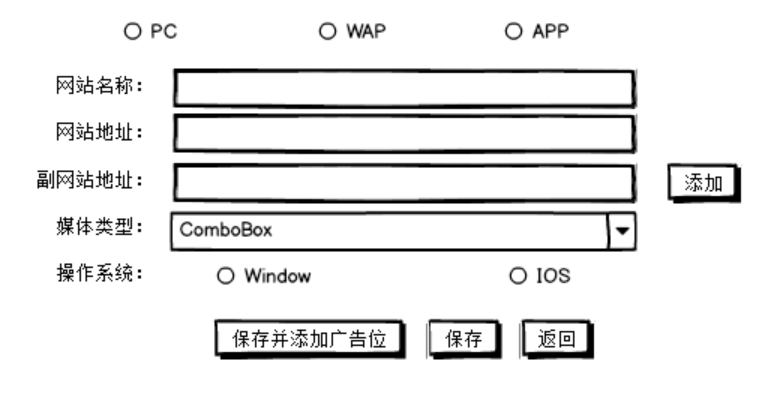 PC WAP APP
网站名称：
网站地址：
副网站地址： 添加
媒体类型： ComboBox
操作系统： Window IOS
保存并添加广告位 保存 返回